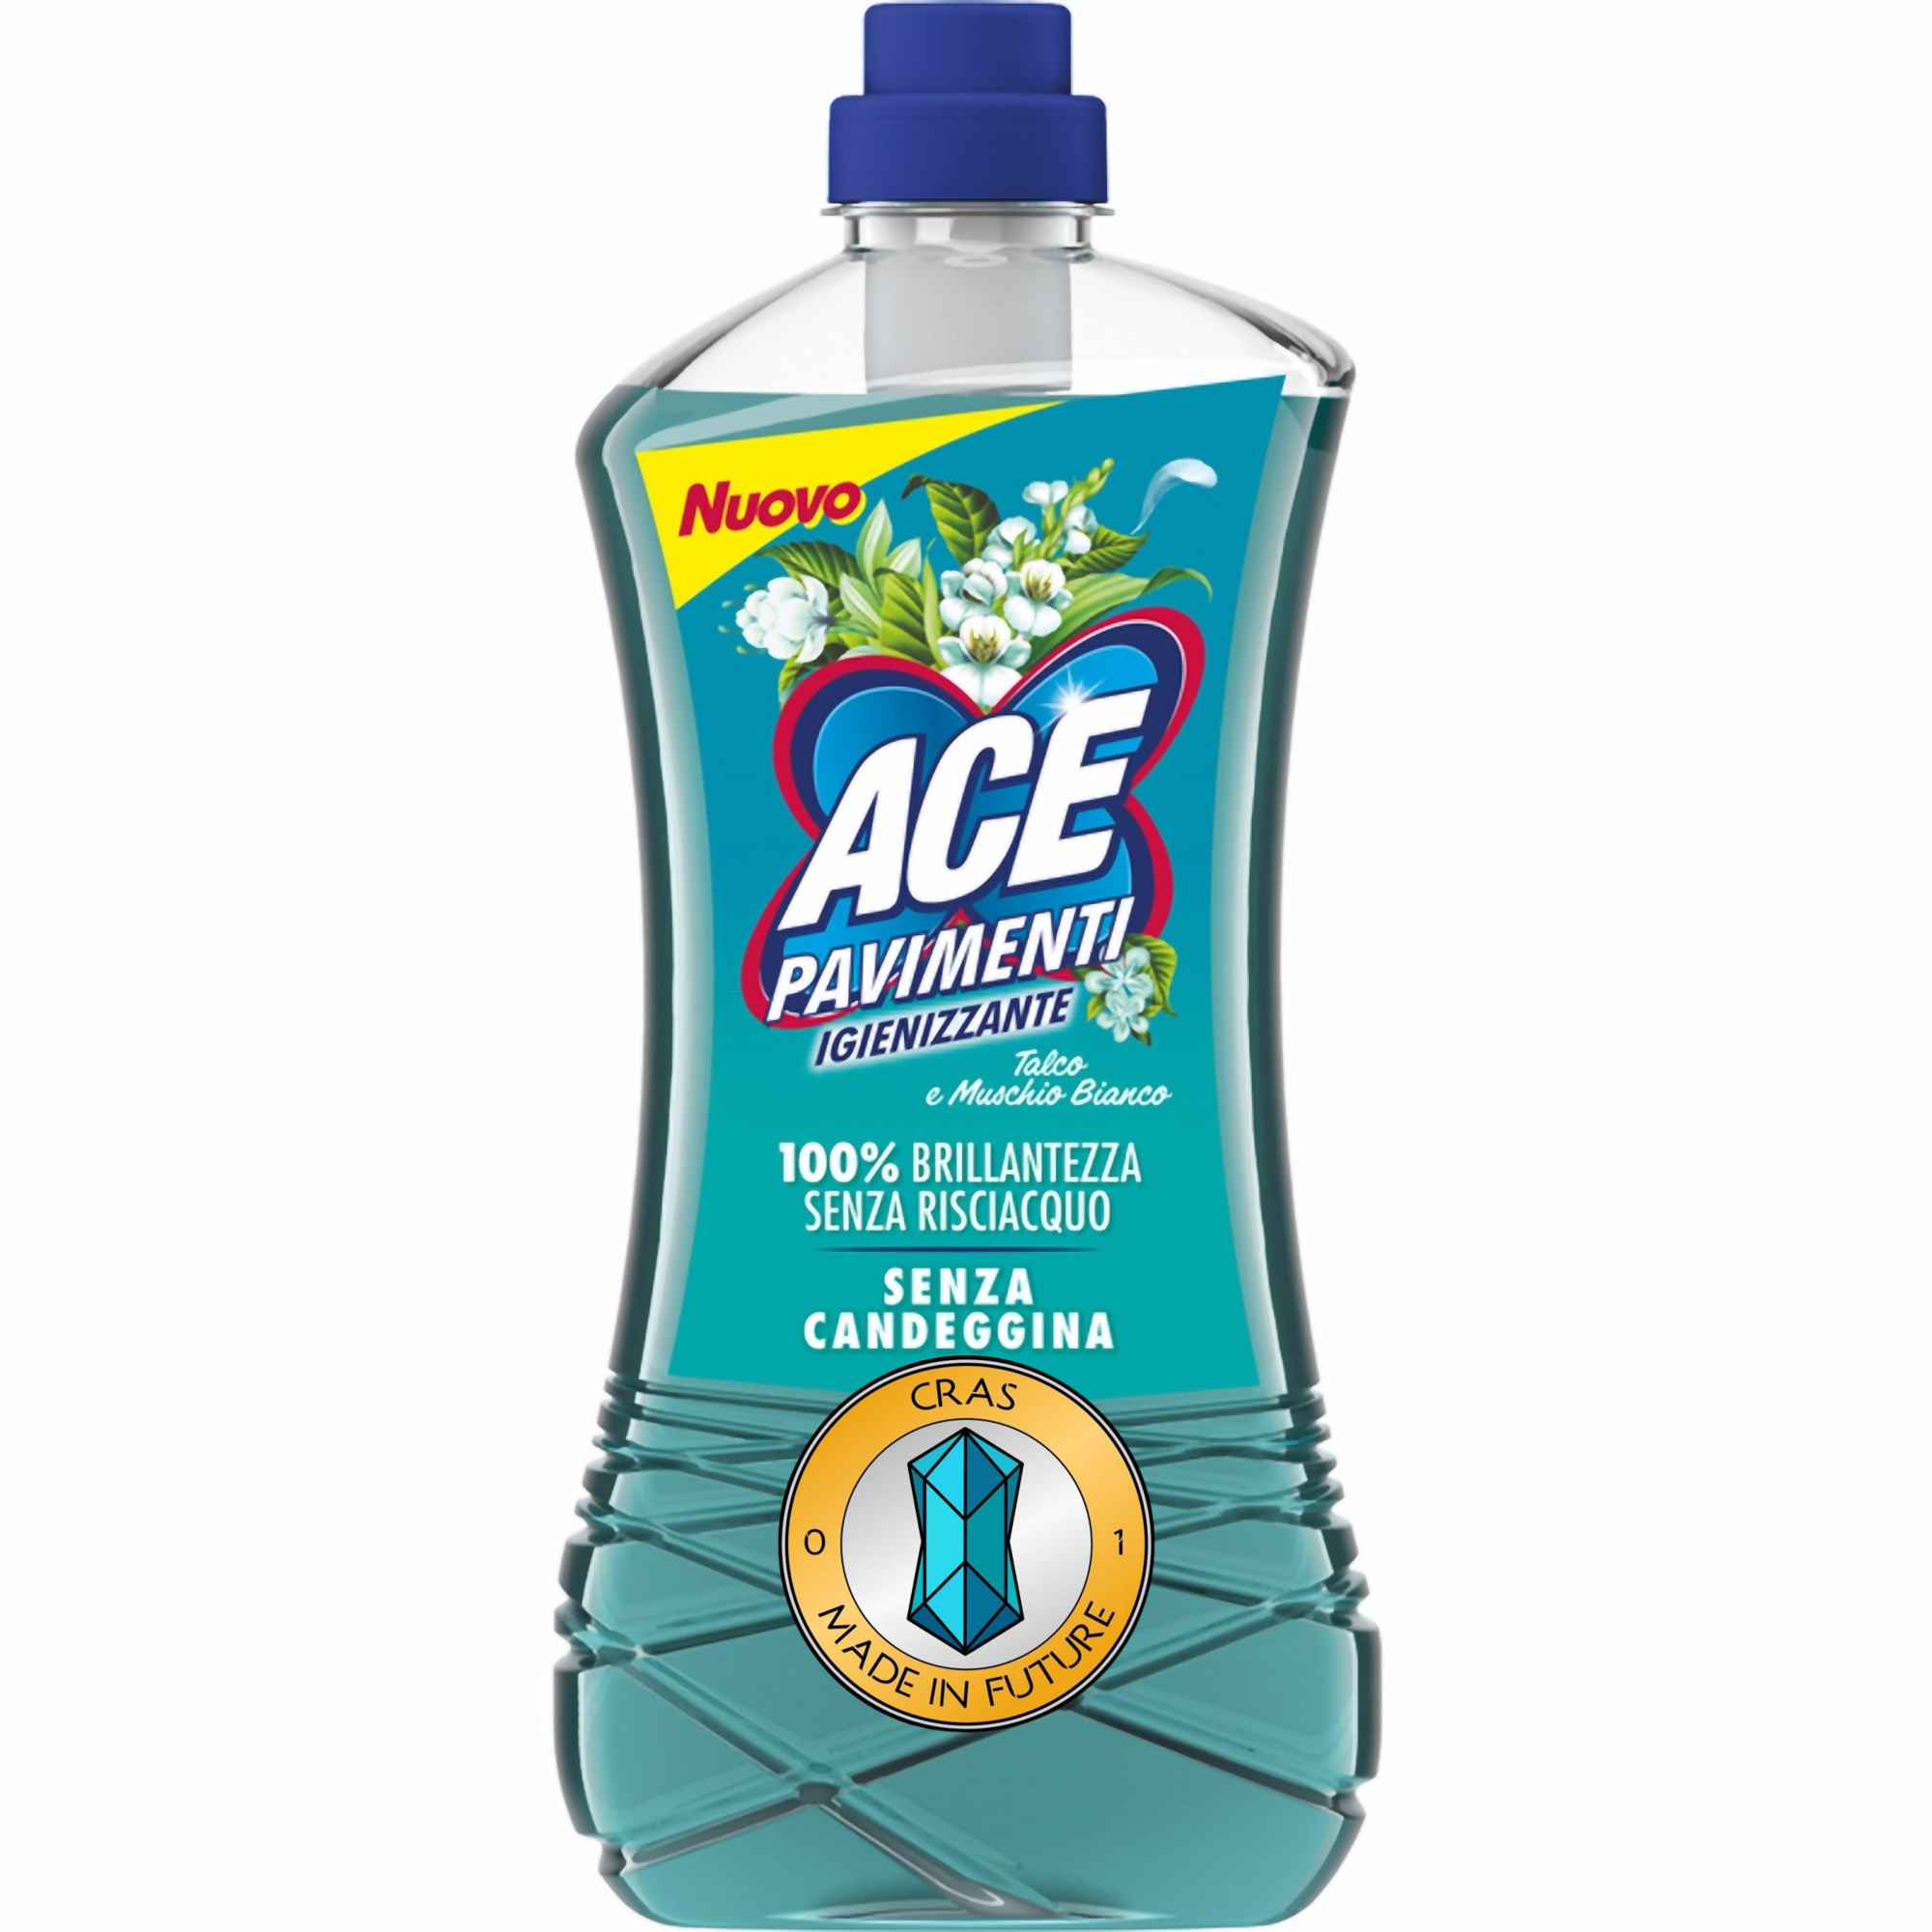 Nuovo
ACE
PAVIMENTI
IGIENIZZANTE
Talco
e Muschio Bianco
100% BRILLANTEZZA
SENZA RISCIACQUO
SENZA
CANDEGGINA
CRAS
0 1
MADE IN FUTURE